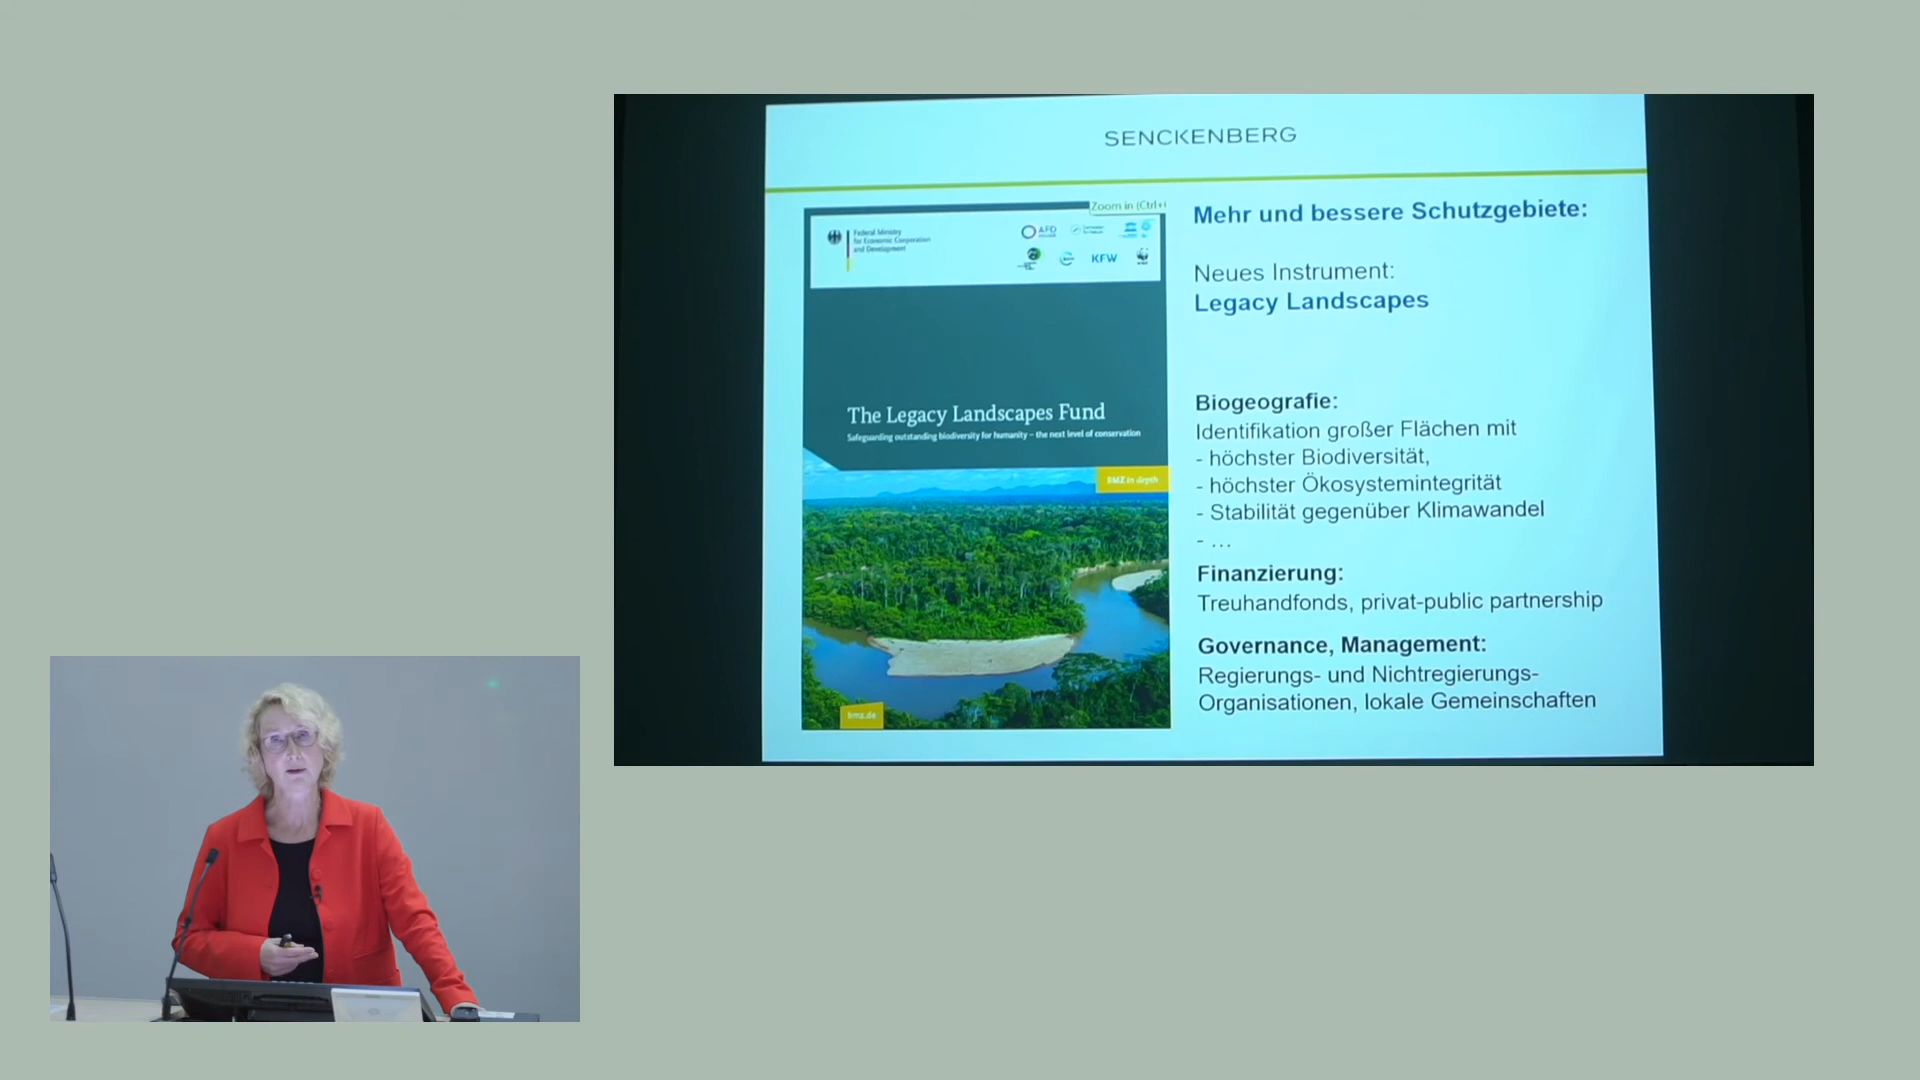 SENCKENBERG
Zoom in (Ctrl+
Federal Ministry
for Economic Cooperation
and Development
AFD
KFW
The Legacy Landscapes Fund
Safeguarding outstanding biodiversity for humanity – the next level of conservation
BMZ in depth
bmz.de
Mehr und bessere Schutzgebiete:
Neues Instrument:
Legacy Landscapes
Biogeografie:
Identifikation großer Flächen mit
- höchster Biodiversität,
- höchster Ökosystemintegrität
- Stabilität gegenüber Klimawandel
- ...
Finanzierung:
Treuhandfonds, privat-public partnership
Governance, Management:
Regierungs- und Nichtregierungs-
Organisationen, lokale Gemeinschaften